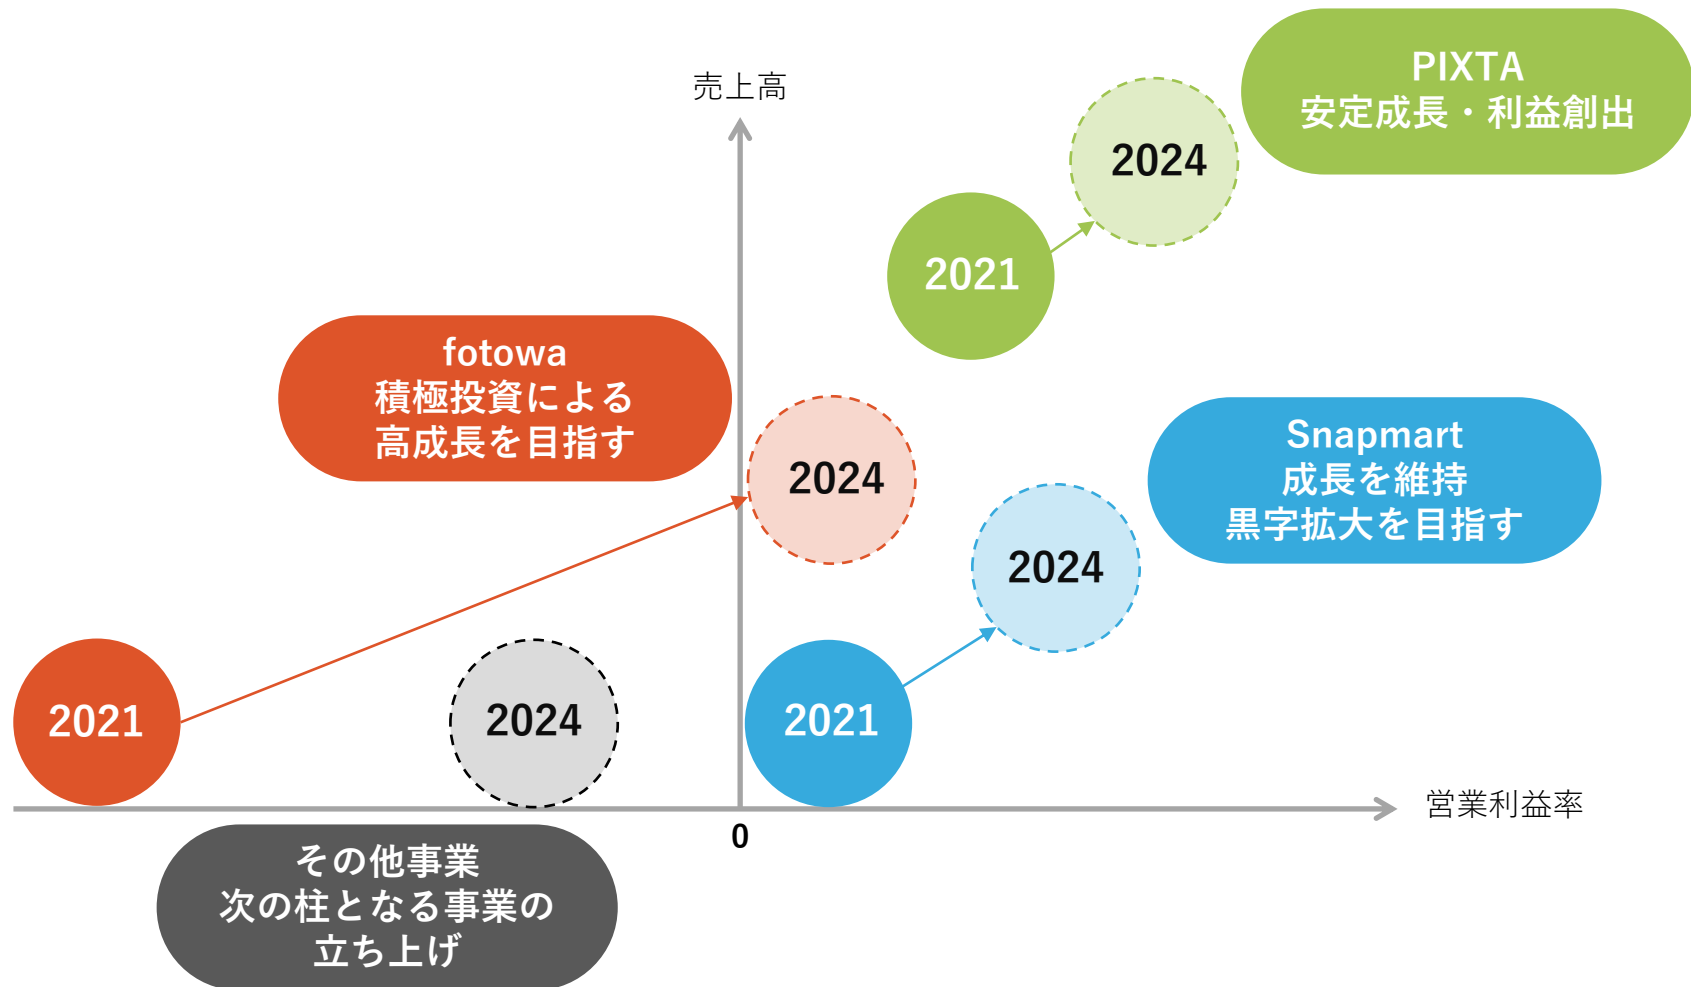 PIXTA
安定成長・利益創出
売上高
2024
2021
fotowa
積極投資による
高成長を目指す
2024
Snapmart
成長を維持
黒字拡大を目指す
2024
2021
2024
2021
営業利益率
0
その他事業
次の柱となる事業の
立ち上げ